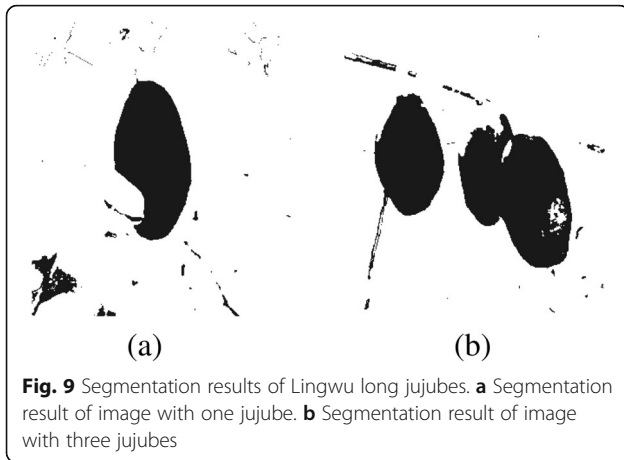 (a)
(b)
Fig. 9 Segmentation results of Lingwu long jujubes. a Segmentation
result of image with one jujube. b Segmentation result of image
with three jujubes